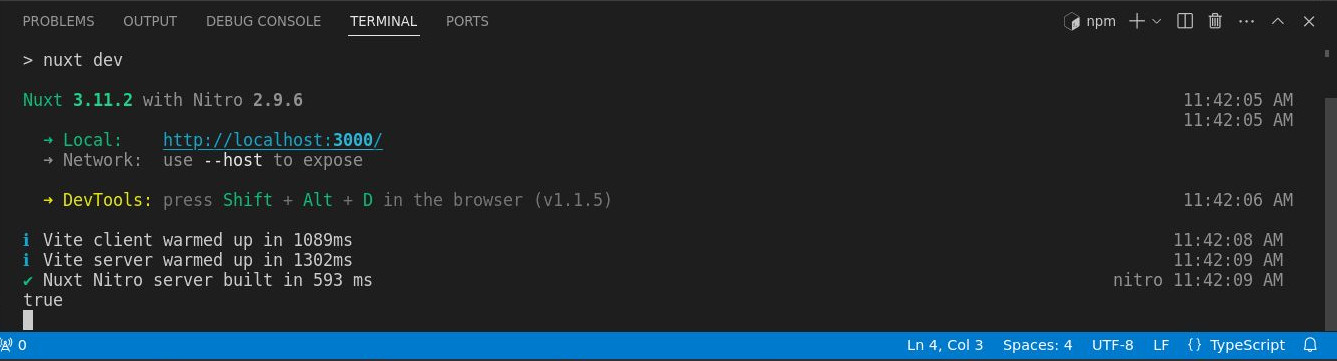 PROBLEMS OUTPUT DEBUG CONSOLE TERMINAL PORTS npm
> nuxt dev
Nuxt 3.11.2 with Nitro 2.9.6 11:42:05 AM
11:42:05 AM
➜ Local: http://localhost:3000/
➜ Network: use --host to expose
➜ DevTools: press Shift + Alt + D in the browser (v1.1.5) 11:42:06 AM
ℹ Vite client warmed up in 1089ms 11:42:08 AM
ℹ Vite server warmed up in 1302ms 11:42:09 AM
✔ Nuxt Nitro server built in 593 ms nitro 11:42:09 AM
true
0 Ln 4, Col 3 Spaces: 4 UTF-8 LF {} TypeScript